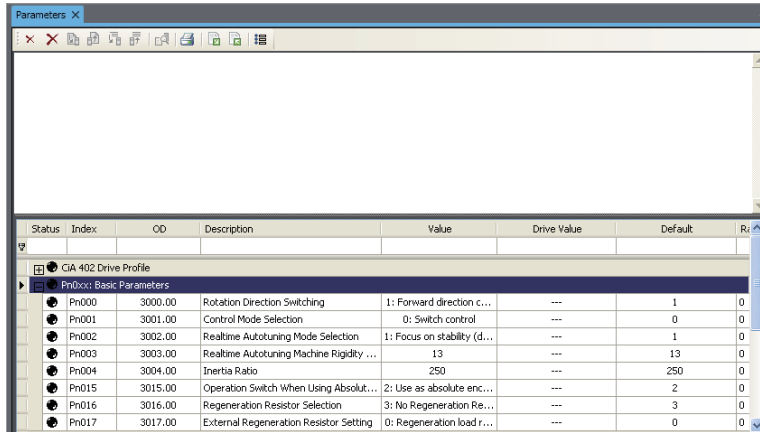 Parameters X
Status Index OD Description Value Drive Value Default Ra
CiA 402 Drive Profile
Pn0xx: Basic Parameters
Pn000 3000.00 Rotation Direction Switching 1: Forward direction c... --- 1 0
Pn001 3001.00 Control Mode Selection 0: Switch control --- 0 0
Pn002 3002.00 Realtime Autotuning Mode Selection 1: Focus on stability (d... --- 1 0
Pn003 3003.00 Realtime Autotuning Machine Rigidity ... 13 --- 13 0
Pn004 3004.00 Inertia Ratio 250 --- 250 0
Pn015 3015.00 Operation Switch When Using Absolut... 2: Use as absolute enc... --- 2 0
Pn016 3016.00 Regeneration Resistor Selection 3: No Regeneration Re... --- 3 0
Pn017 3017.00 External Regeneration Resistor Setting 0: Regeneration load r... --- 0 0